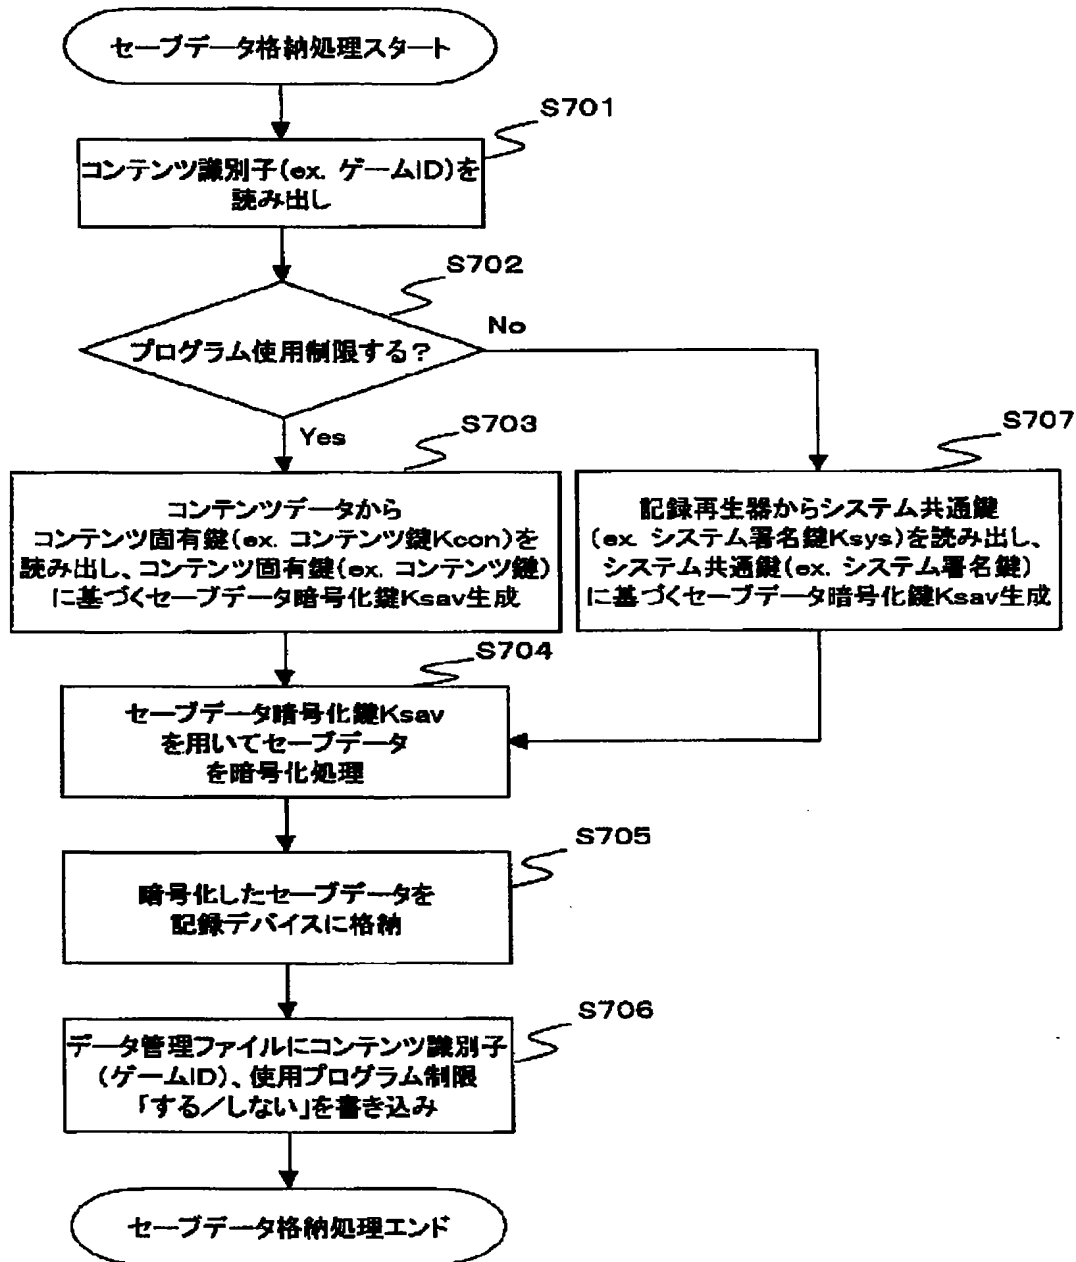 セーブデータ格納処理スタート
S701
コンテンツ識別子(ex. ゲームID)を
読み出し
S702
プログラム使用制限する?
No
Yes
S703
コンテンツデータから
コンテンツ固有鍵(ex. コンテンツ鍵Kcon)を
読み出し、コンテンツ固有鍵(ex. コンテンツ鍵)
に基づくセーブデータ暗号化鍵Ksav生成
S707
記録再生器からシステム共通鍵
(ex. システム署名鍵Ksys)を読み出し、
システム共通鍵(ex. システム署名鍵)
に基づくセーブデータ暗号化鍵Ksav生成
S704
セーブデータ暗号化鍵Ksav
を用いてセーブデータ
を暗号化処理
S705
暗号化したセーブデータを
記録デバイスに格納
S706
データ管理ファイルにコンテンツ識別子
(ゲームID)、使用プログラム制限
「する/しない」を書き込み
セーブデータ格納処理エンド